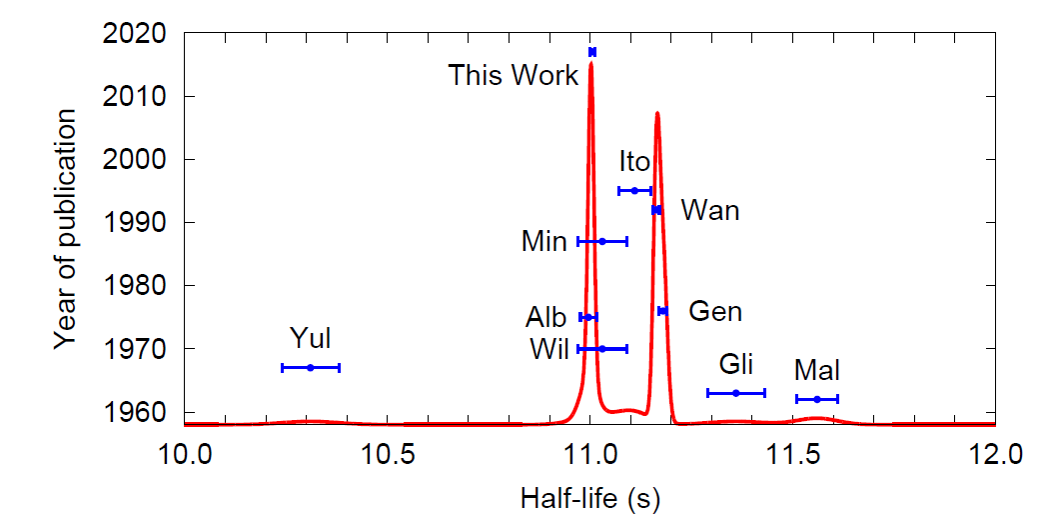 2020
2010
2000
1990
1980
1970
1960
Year of publication
This Work
Ito
Wan
Min
Gen
Alb
Wil
Yul
Gli
Mal
10.0 10.5 11.0 11.5 12.0
Half-life (s)